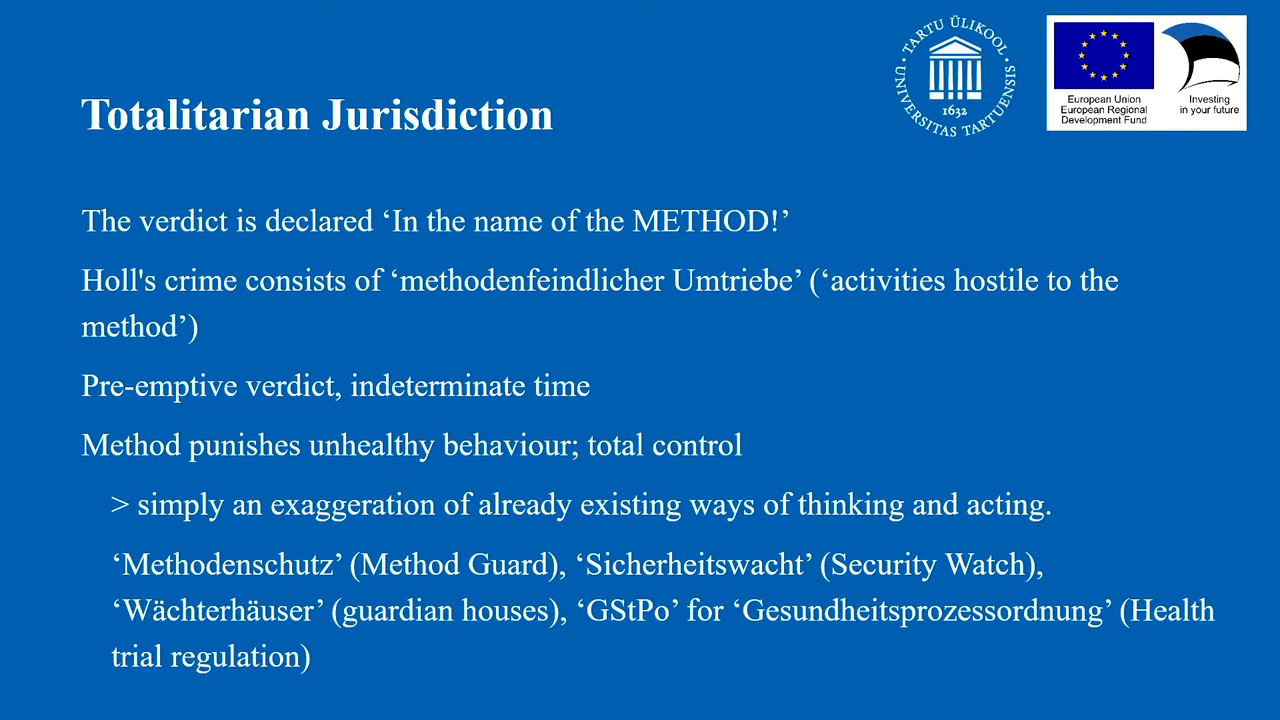 TARTU ÜLIKOOL
UNIVERSITAS TARTUENSIS
1632
European Union
European Regional
Development Fund
Investing
in your future
Totalitarian Jurisdiction
The verdict is declared ‘In the name of the METHOD!’
Holl's crime consists of ‘methodenfeindlicher Umtriebe’ (‘activities hostile to the
method’)
Pre-emptive verdict, indeterminate time
Method punishes unhealthy behaviour; total control
> simply an exaggeration of already existing ways of thinking and acting.
‘Methodenschutz’ (Method Guard), ‘Sicherheitswacht’ (Security Watch),
‘Wächterhäuser’ (guardian houses), ‘GStPo’ for ‘Gesundheitsprozessordnung’ (Health
trial regulation)